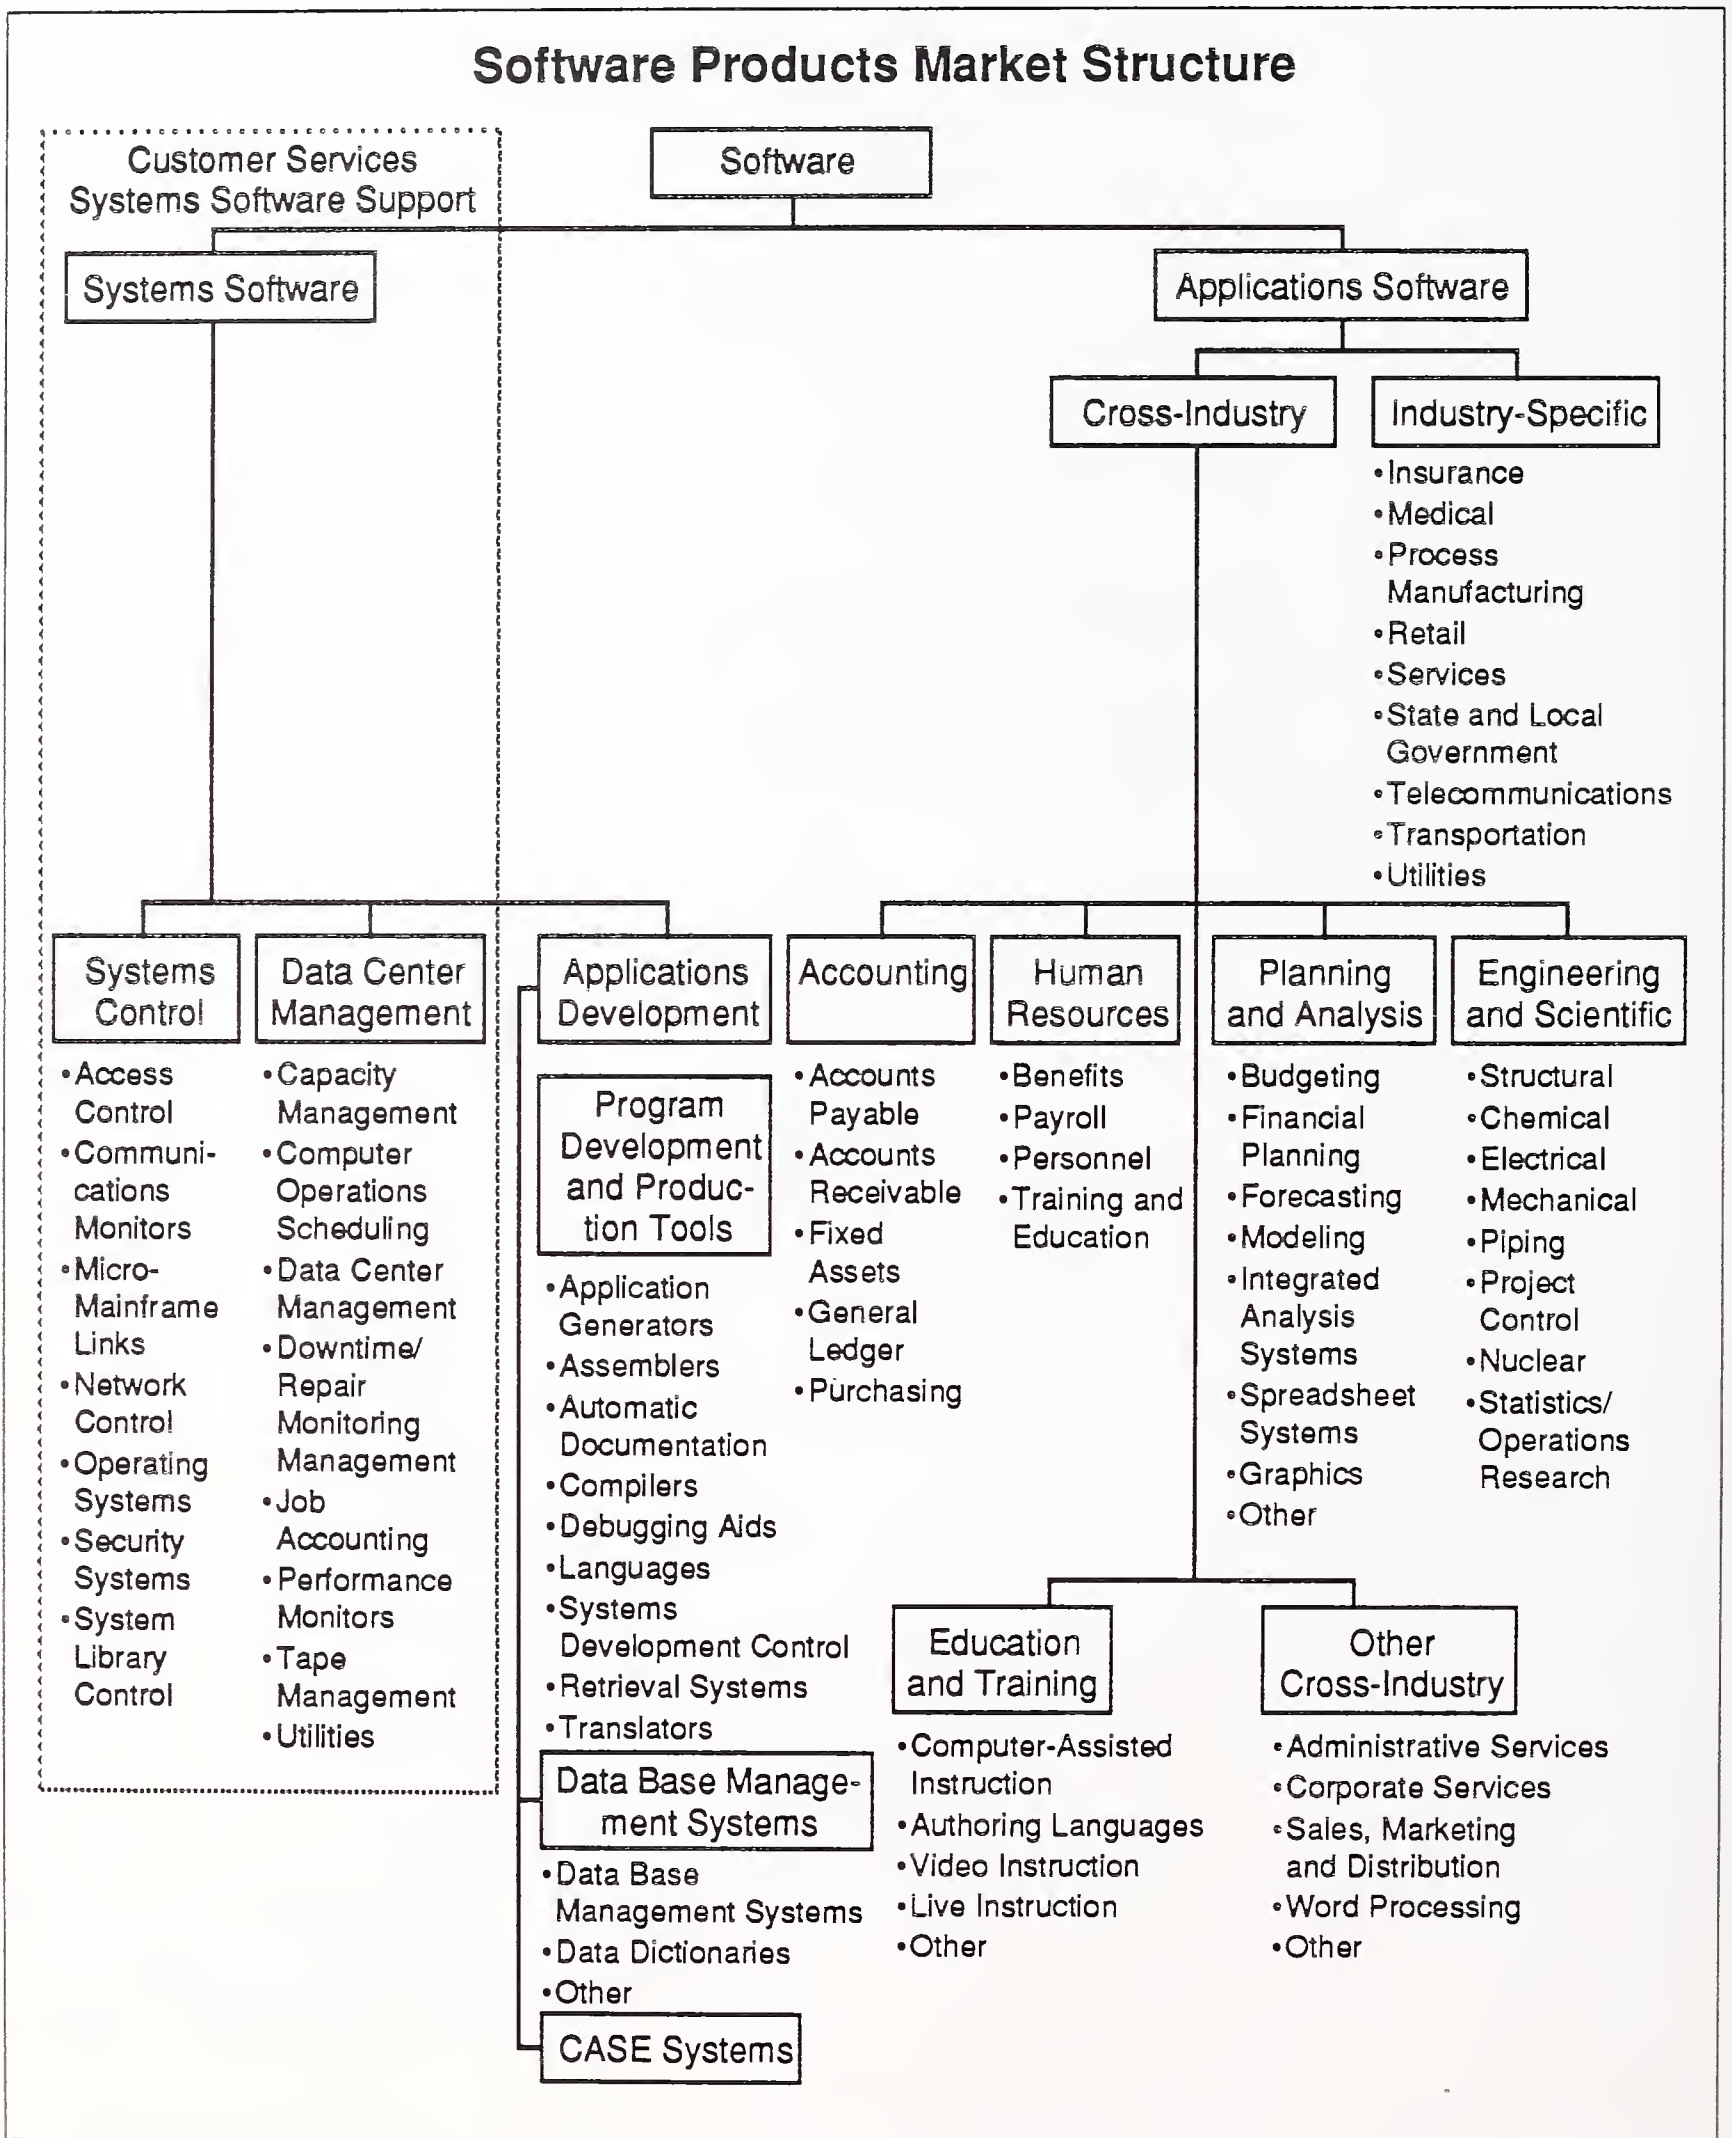 Software Products Market Structure
Customer Services
Systems Software Support
Software
Systems Software
Applications Software
Cross-Industry
Industry-Specific
•Insurance
•Medical
•Process
Manufacturing
•Retail
•Services
•State and Local
Government
•Telecommunications
•Transportation
•Utilities
Systems
Control
•Access
Control
•Communi-
cations
Monitors
•Micro-
Mainframe
Links
•Network
Control
•Operating
Systems
•Security
Systems
•System
Library
Control
Data Center
Management
•Capacity
Management
•Computer
Operations
Scheduling
•Data Center
Management
•Downtime/
Repair
Monitoring
Management
•Job
Accounting
•Performance
Monitors
•Tape
Management
•Utilities
Applications
Development
Program
Development
and Produc-
tion Tools
•Application
Generators
•Assemblers
•Automatic
Documentation
•Compilers
•Debugging Aids
•Languages
•Systems
Development Control
•Retrieval Systems
•Translators
Data Base Manage-
ment Systems
•Data Base
Management Systems
•Data Dictionaries
•Other
CASE Systems
Accounting
•Accounts
Payable
•Accounts
Receivable
•Fixed
Assets
•General
Ledger
•Purchasing
Human
Resources
•Benefits
•Payroll
•Personnel
•Training and
Education
Planning
and Analysis
•Budgeting
•Financial
Planning
•Forecasting
•Modeling
•Integrated
Analysis
Systems
•Spreadsheet
Systems
•Graphics
•Other
Engineering
and Scientific
•Structural
•Chemical
•Electrical
•Mechanical
•Piping
•Project
Control
•Nuclear
•Statistics/
Operations
Research
Education
and Training
•Computer-Assisted
Instruction
•Authoring Languages
•Video Instruction
•Live Instruction
•Other
Other
Cross-Industry
•Administrative Services
•Corporate Services
•Sales, Marketing
and Distribution
•Word Processing
•Other